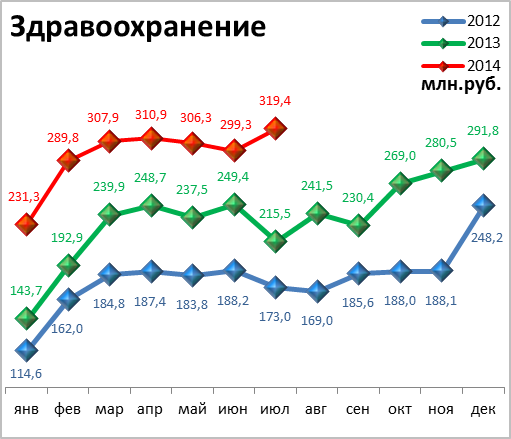 Здравоохранение
2012
2013
2014
млн.руб.
231,3 289,8 307,9 310,9 306,3 299,3 319,4
143,7 192,9 239,9 248,7 237,5 249,4 215,5 241,5 230,4 269,0 280,5 291,8
114,6 162,0 184,8 187,4 183,8 188,2 173,0 169,0 185,6 188,0 188,1 248,2
янв фев мар апр май июн июл авг сен окт ноя дек